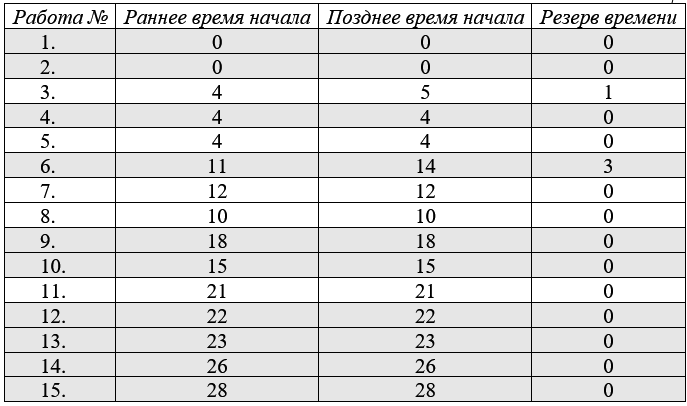 Работа № Раннее время начала Позднее время начала Резерв времени
1. 0 0 0
2. 0 0 0
3. 4 5 1
4. 4 4 0
5. 4 4 0
6. 11 14 3
7. 12 12 0
8. 10 10 0
9. 18 18 0
10. 15 15 0
11. 21 21 0
12. 22 22 0
13. 23 23 0
14. 26 26 0
15. 28 28 0